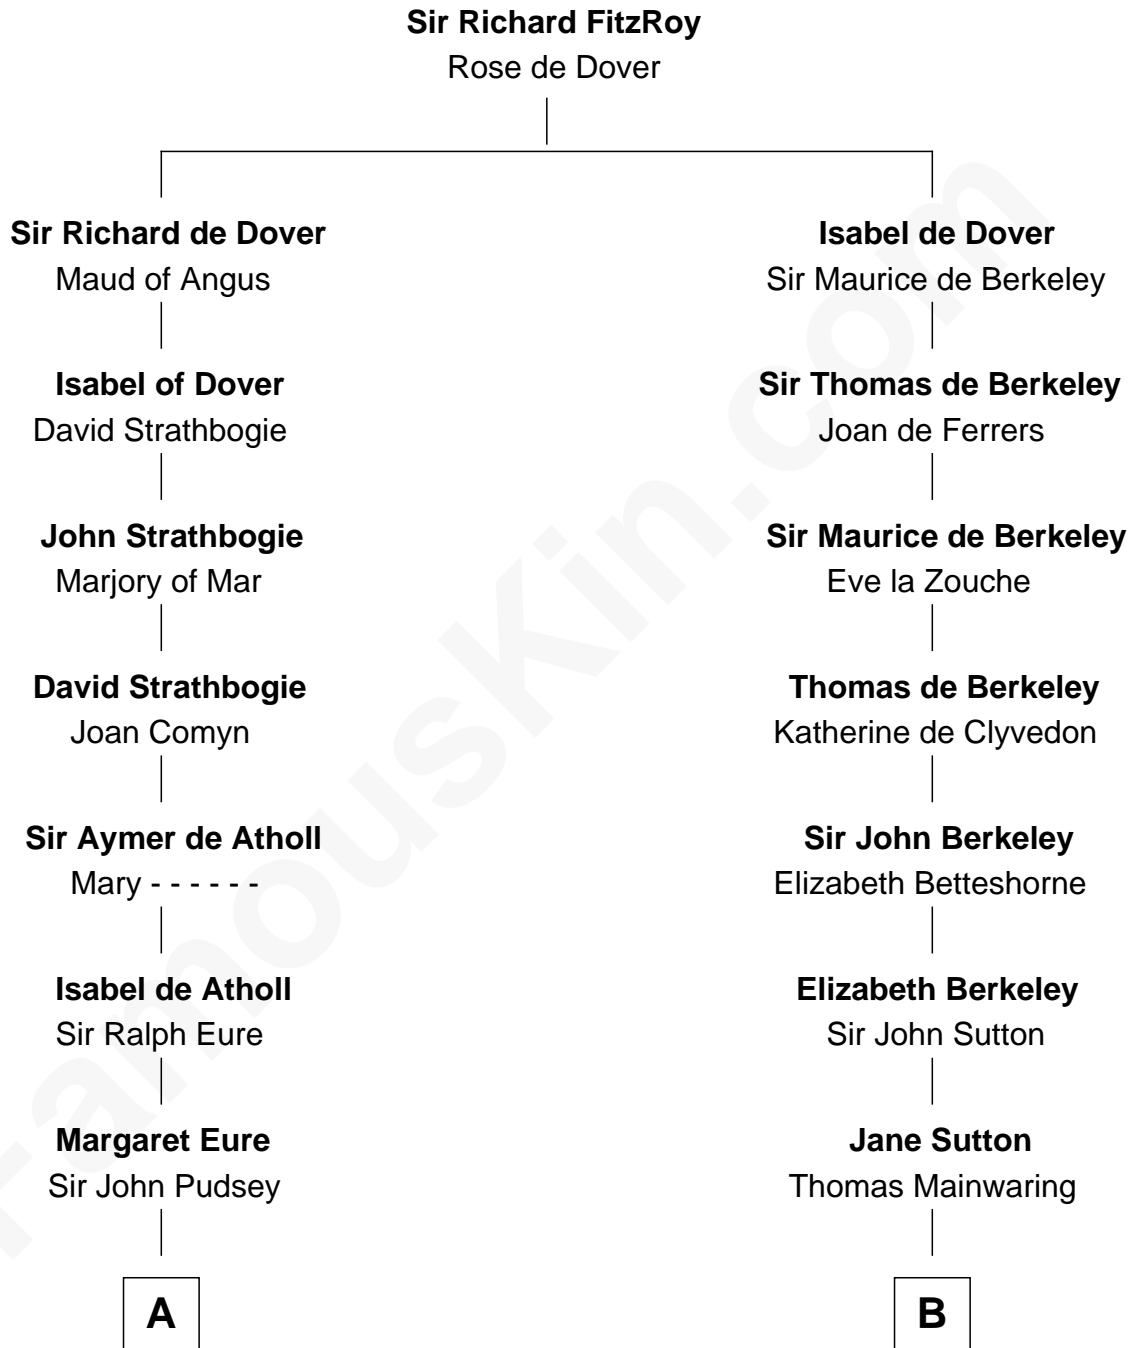 Sir Richard FitzRoy
Rose de Dover
Sir Richard de Dover
Maud of Angus
Isabel de Dover
Sir Maurice de Berkeley
Isabel of Dover
David Strathbogie
Sir Thomas de Berkeley
Joan de Ferrers
John Strathbogie
Marjory of Mar
Sir Maurice de Berkeley
Eve la Zouche
David Strathbogie
Joan Comyn
Thomas de Berkeley
Katherine de Clyvedon
Sir Aymer de Atholl
Mary - - - - - -
Sir John Berkeley
Elizabeth Betteshorne
Isabel de Atholl
Sir Ralph Eure
Elizabeth Berkeley
Sir John Sutton
Margaret Eure
Sir John Pudsey
Jane Sutton
Thomas Mainwaring
A
B
FamousKin.com